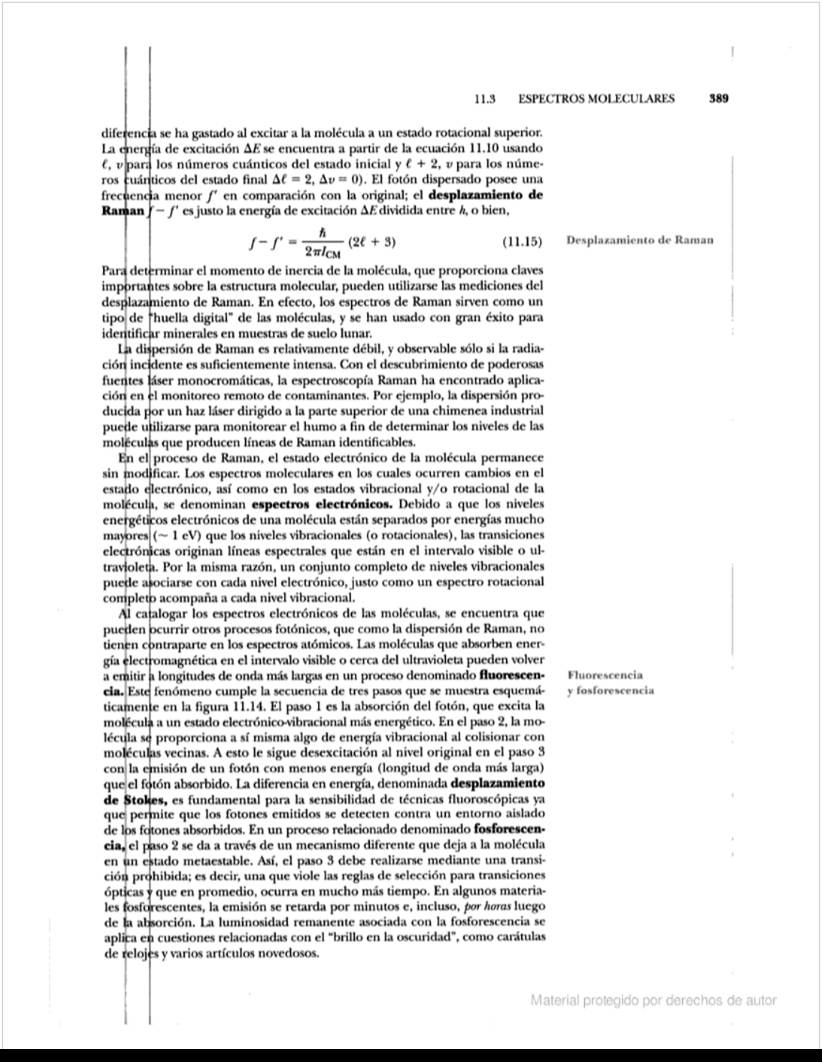 11.3 ESPECTROS MOLECULARES 389
diferencia se ha gastado al excitar a la molécula a un estado rotacional superior.
La energía de excitación ΔE se encuentra a partir de la ecuación 11.10 usando
ℓ, v para los números cuánticos del estado inicial y ℓ + 2, v para los núme-
ros cuánticos del estado final Δℓ = 2, Δv = 0). El fotón dispersado posee una
frecuencia menor f' en comparación con la original; el desplazamiento de
Raman f − f' es justo la energía de excitación ΔE dividida entre h, o bien,
f − f' = ℏ / 2πI_CM (2ℓ + 3) (11.15) Desplazamiento de Raman
Para determinar el momento de inercia de la molécula, que proporciona claves
importantes sobre la estructura molecular, pueden utilizarse las mediciones del
desplazamiento de Raman. En efecto, los espectros de Raman sirven como un
tipo de "huella digital" de las moléculas, y se han usado con gran éxito para
identificar minerales en muestras de suelo lunar.
La dispersión de Raman es relativamente débil, y observable sólo si la radia-
ción incidente es suficientemente intensa. Con el descubrimiento de poderosas
fuentes láser monocromáticas, la espectroscopía Raman ha encontrado aplica-
ción en el monitoreo remoto de contaminantes. Por ejemplo, la dispersión pro-
ducida por un haz láser dirigido a la parte superior de una chimenea industrial
puede utilizarse para monitorear el humo a fin de determinar los niveles de las
moléculas que producen líneas de Raman identificables.
En el proceso de Raman, el estado electrónico de la molécula permanece
sin modificar. Los espectros moleculares en los cuales ocurren cambios en el
estado electrónico, así como en los estados vibracional y/o rotacional de la
molécula, se denominan espectros electrónicos. Debido a que los niveles
energéticos electrónicos de una molécula están separados por energías mucho
mayores (~ 1 eV) que los niveles vibracionales (o rotacionales), las transiciones
electrónicas originan líneas espectrales que están en el intervalo visible o ul-
travioleta. Por la misma razón, un conjunto completo de niveles vibracionales
puede asociarse con cada nivel electrónico, justo como un espectro rotacional
completo acompaña a cada nivel vibracional.
Al catalogar los espectros electrónicos de las moléculas, se encuentra que
pueden ocurrir otros procesos fotónicos, que como la dispersión de Raman, no
tienen contraparte en los espectros atómicos. Las moléculas que absorben ener-
gía electromagnética en el intervalo visible o cerca del ultravioleta pueden volver
a emitir a longitudes de onda más largas en un proceso denominado fluorescen- Fluorescencia
cia. Este fenómeno cumple la secuencia de tres pasos que se muestra esquemá- y fosforescencia
ticamente en la figura 11.14. El paso 1 es la absorción del fotón, que excita la
molécula a un estado electrónico-vibracional más energético. En el paso 2, la mo-
lécula se proporciona a sí misma algo de energía vibracional al colisionar con
moléculas vecinas. A esto le sigue desexcitación al nivel original en el paso 3
con la emisión de un fotón con menos energía (longitud de onda más larga)
que el fotón absorbido. La diferencia en energía, denominada desplazamiento
de Stokes, es fundamental para la sensibilidad de técnicas fluoroscópicas ya
que permite que los fotones emitidos se detecten contra un entorno aislado
de los fotones absorbidos. En un proceso relacionado denominado fosforescen-
cia, el paso 2 se da a través de un mecanismo diferente que deja a la molécula
en un estado metaestable. Así, el paso 3 debe realizarse mediante una transi-
ción prohibida; es decir, una que viole las reglas de selección para transiciones
ópticas y que en promedio, ocurra en mucho más tiempo. En algunos materia-
les fosforescentes, la emisión se retarda por minutos e, incluso, por horas luego
de la absorción. La luminosidad remanente asociada con la fosforescencia se
aplica en cuestiones relacionadas con el "brillo en la oscuridad", como carátulas
de relojes y varios artículos novedosos.
Material protegido por derechos de autor